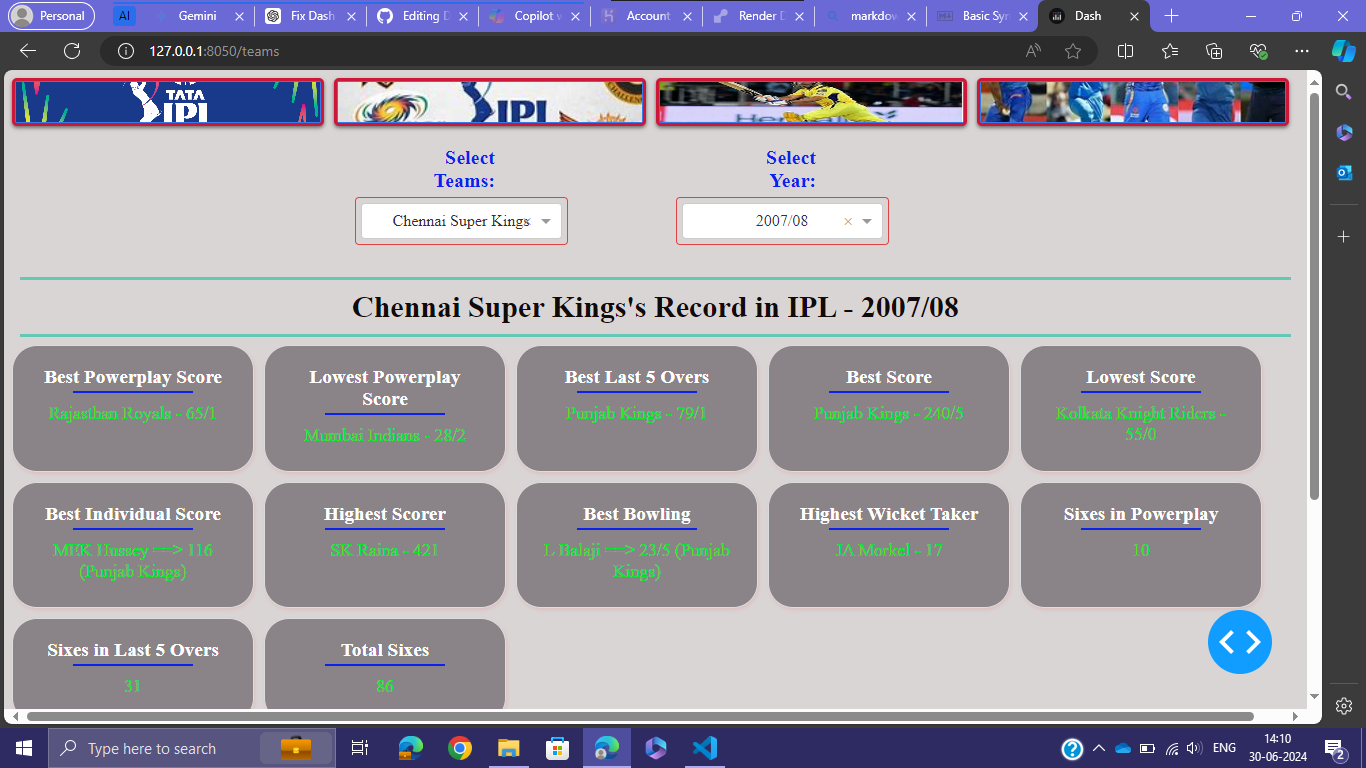 Personal
AI
Gemini
Fix Dash
Editing D
Copilot w
Account
Render D
markdow
Basic Syn
Dash
127.0.0.1:8050/teams
TATA
IPL
IPL
CHALLENGE
Select
Teams:
Select
Year:
Chennai Super Kings
2007/08
Chennai Super Kings's Record in IPL - 2007/08
Best Powerplay Score
Rajasthan Royals - 65/1
Lowest Powerplay
Score
Mumbai Indians - 28/2
Best Last 5 Overs
Punjab Kings - 79/1
Best Score
Punjab Kings - 240/5
Lowest Score
Kolkata Knight Riders -
55/0
Best Individual Score
MEK Hussey ---> 116
(Punjab Kings)
Highest Scorer
SK Raina - 421
Best Bowling
L Balaji ---> 23/5 (Punjab
Kings)
Highest Wicket Taker
JA Morkel - 17
Sixes in Powerplay
10
Sixes in Last 5 Overs
31
Total Sixes
86
Type here to search
ENG
14:10
30-06-2024
2